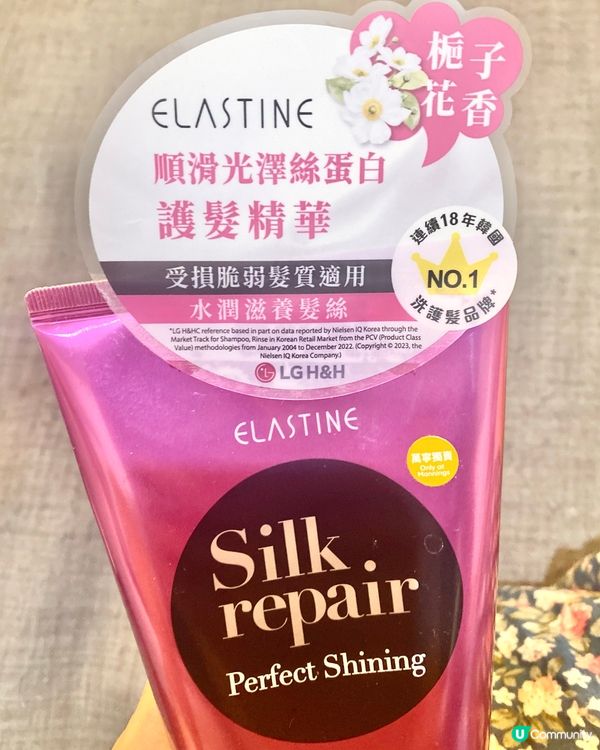 梔子
花香
ELASTINE
順滑光澤絲蛋白
護髮精華
連續18年韓國
NO.1
洗護髮品牌*
受損脆弱髮質適用
水潤滋養髮絲
*LG H&HC reference based in part on data reported by Nielsen IQ Korea through the
Market Track for Shampoo, Rinse in Korean Retail Market from the PCV (Product Class
Value) methodologies from January 2004 to December 2022. (Copyright © 2023, the
Nielsen IQ Korea Company.)
LG H&H
ELASTINE
萬寧獨賣
Only at
Mannings
Silk
repair
Perfect Shining
U Community